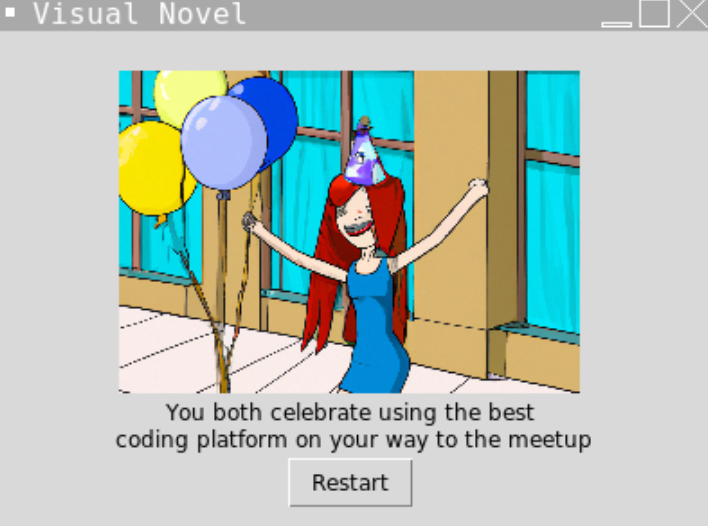 Visual Novel
You both celebrate using the best
coding platform on your way to the meetup
Restart